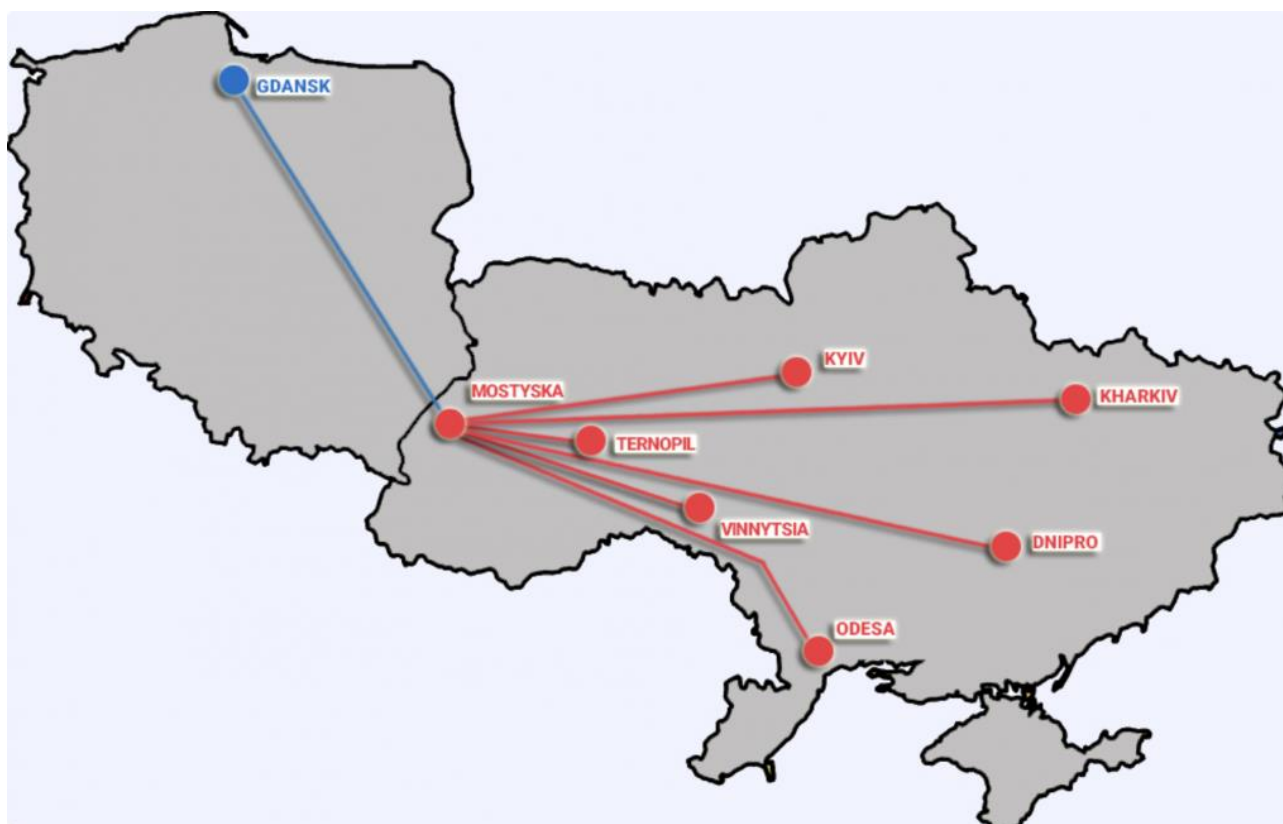 GDANSK
KYIV
MOSTYSKA
KHARKIV
TERNOPIL
VINNYTSIA
DNIPRO
ODESA